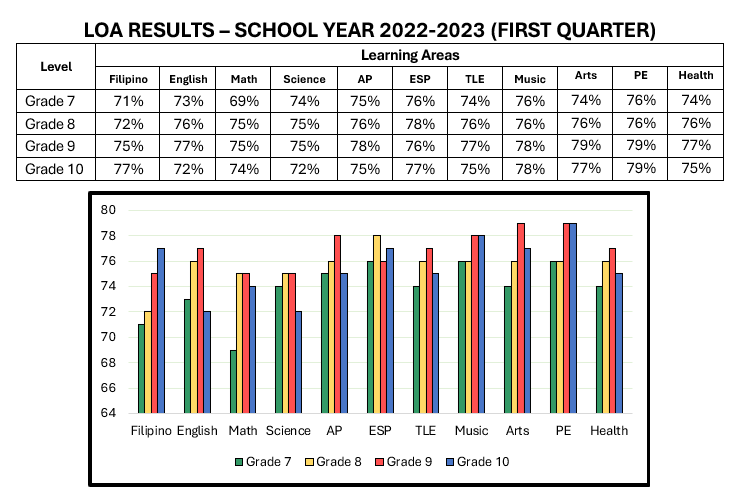 LOA RESULTS – SCHOOL YEAR 2022-2023 (FIRST QUARTER)
Level Learning Areas
Filipino English Math Science AP ESP TLE Music Arts PE Health
Grade 7 71% 73% 69% 74% 75% 76% 74% 76% 74% 76% 74%
Grade 8 72% 76% 75% 75% 76% 78% 76% 76% 76% 76% 76%
Grade 9 75% 77% 75% 75% 78% 76% 77% 78% 79% 79% 77%
Grade 10 77% 72% 74% 72% 75% 77% 75% 78% 77% 79% 75%
80
78
76
74
72
70
68
66
64
Filipino English Math Science AP ESP TLE Music Arts PE Health
Grade 7 Grade 8 Grade 9 Grade 10